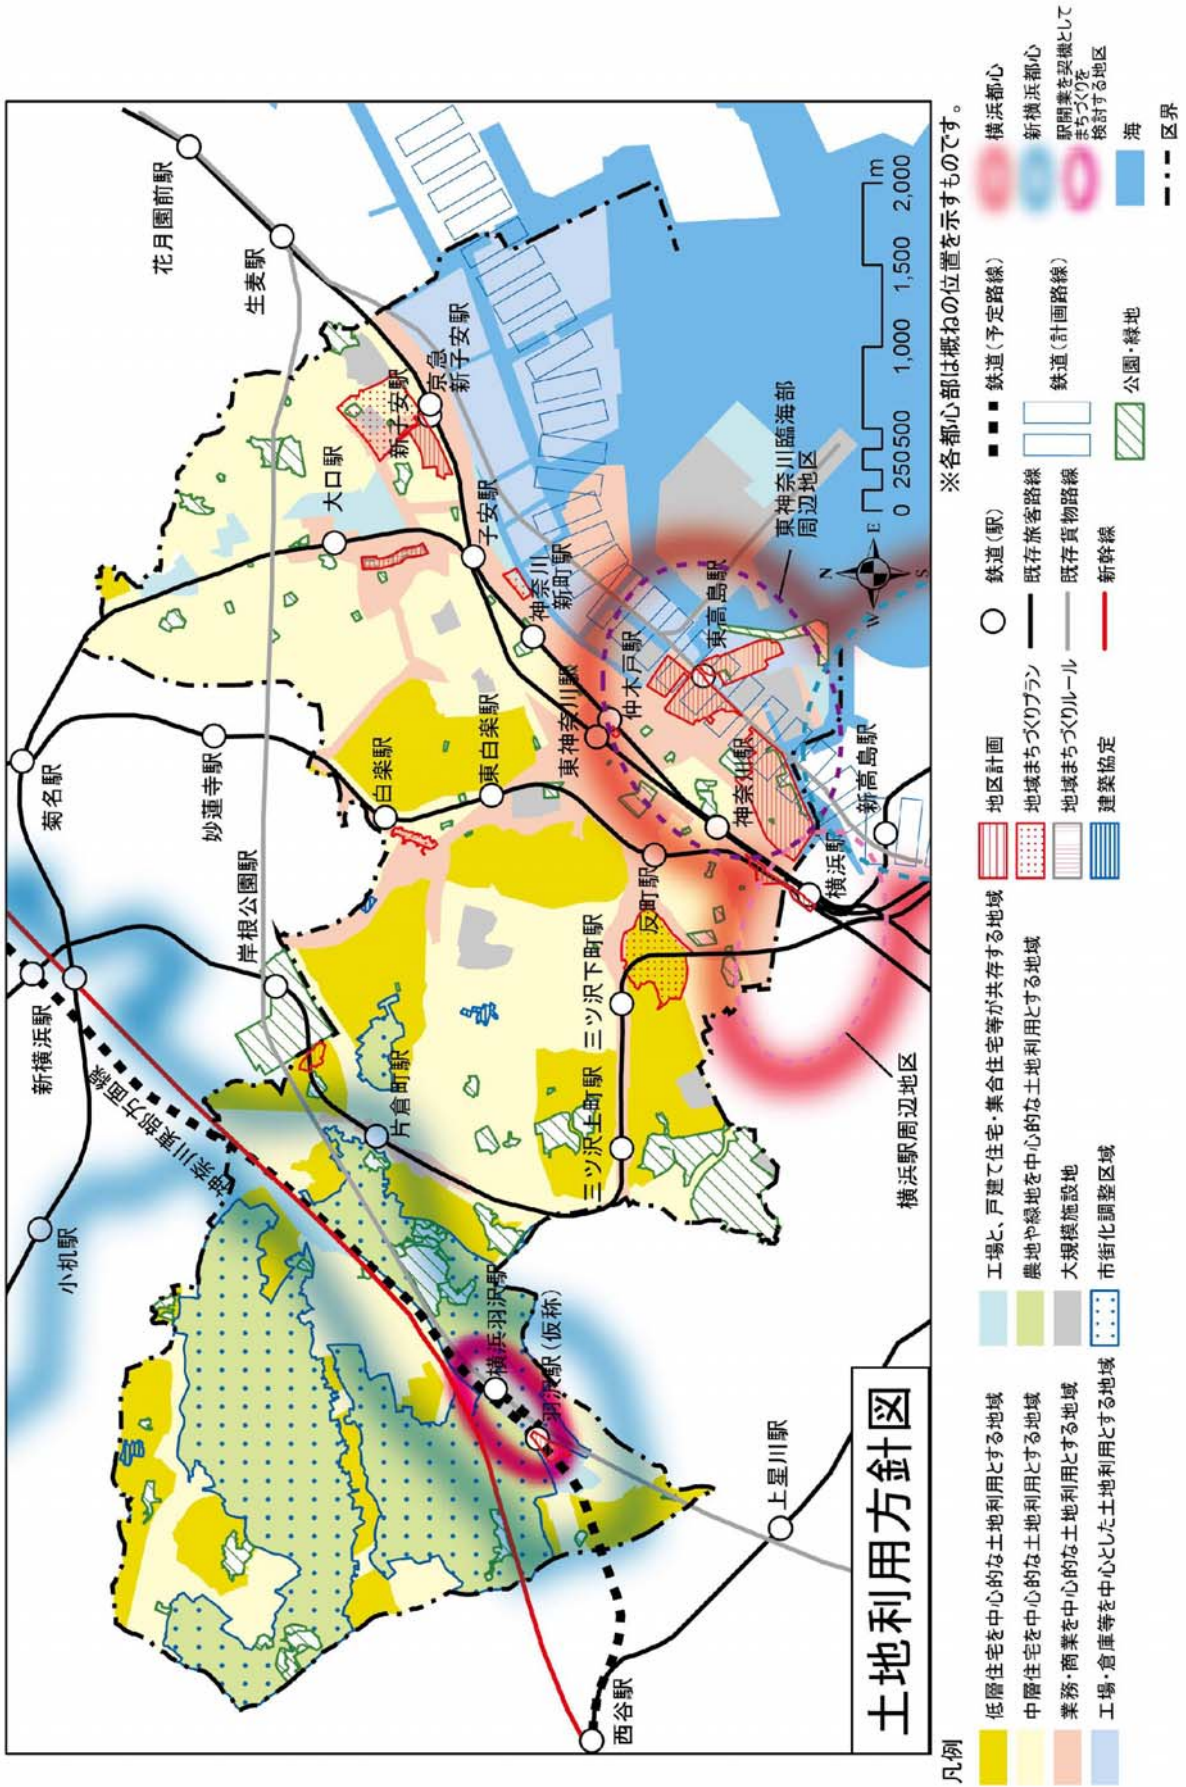 土地利用方針図
花月園前駅
生麦駅
京急
新子安駅
新子安駅
大口駅
子安駅
神奈川
新町駅
菊名駅
妙蓮寺駅
白楽駅
東白楽駅
東神奈川駅
仲木戸駅
東高島駅
東神奈川臨海部
周辺地区
神奈川駅
新高島駅
横浜駅
反町駅
岸根公園駅
新横浜駅
小机駅
神奈川東部方面線
片倉町駅
三ツ沢下町駅
三ツ沢上町駅
横浜駅周辺地区
横浜羽沢駅
羽沢駅(仮称)
上星川駅
西谷駅
N
E
S
W
0 250 500 1,000 1,500 2,000
m
※各都心部は概ねの位置を示すものです。
凡例
低層住宅を中心的な土地利用とする地域
中層住宅を中心的な土地利用とする地域
業務・商業を中心的な土地利用とする地域
工場・倉庫等を中心とした土地利用とする地域
工場と、戸建て住宅・集合住宅等が共存する地域
農地や緑地を中心的な土地利用とする地域
大規模施設地
市街化調整区域
地区計画
地域まちづくりプラン
地域まちづくりルール
建築協定
鉄道(駅)
既存旅客路線
既存貨物路線
新幹線
鉄道(予定路線)
鉄道(計画路線)
公園・緑地
横浜都心
新横浜都心
駅開業を契機として
まちづくりを
検討する地区
海
区界